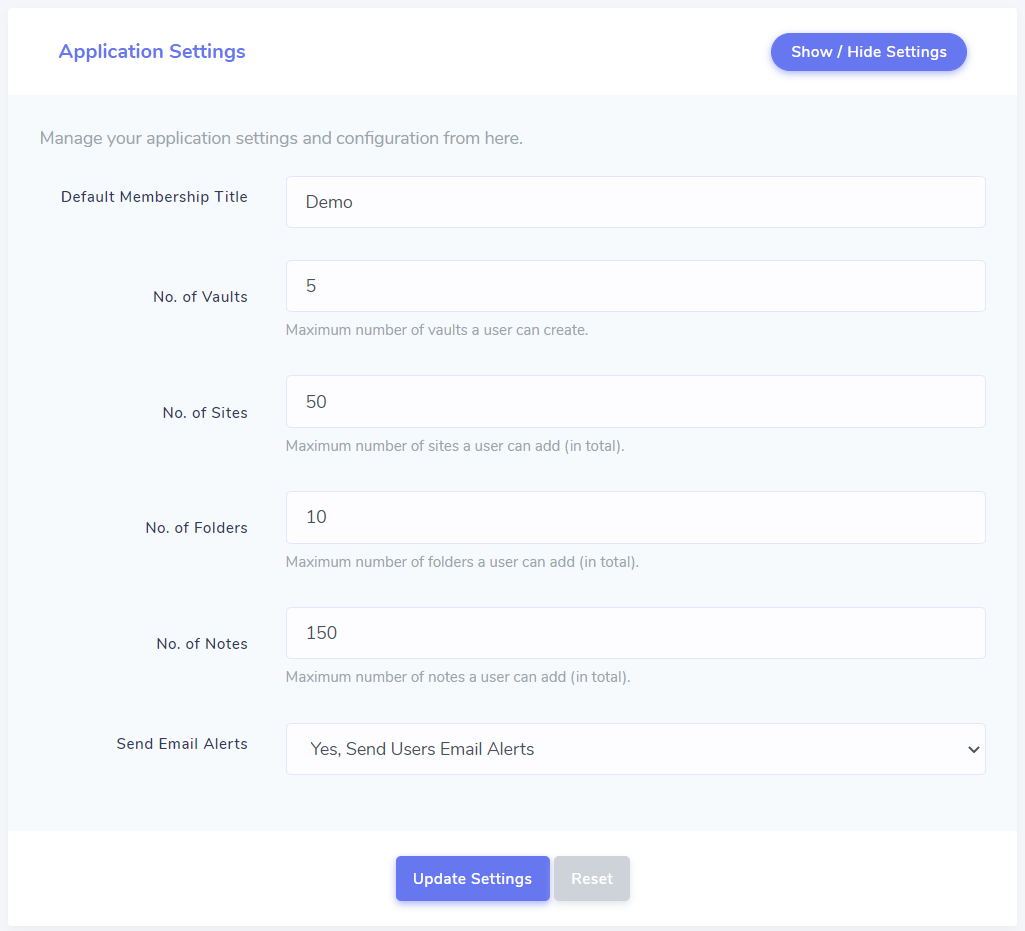 Application Settings
Show / Hide Settings
Manage your application settings and configuration from here.
Default Membership Title
Demo
No. of Vaults
5
Maximum number of vaults a user can create.
No. of Sites
50
Maximum number of sites a user can add (in total).
No. of Folders
10
Maximum number of folders a user can add (in total).
No. of Notes
150
Maximum number of notes a user can add (in total).
Send Email Alerts
Yes, Send Users Email Alerts
Update Settings
Reset